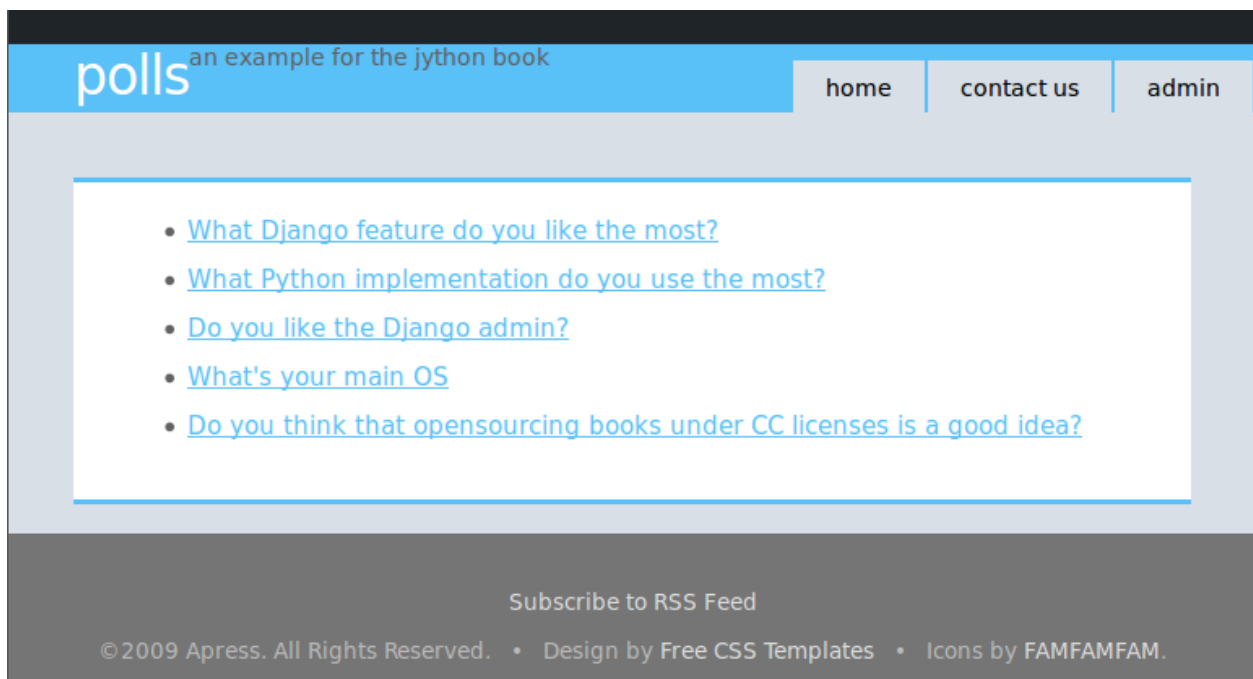 polls an example for the jython book
home contact us admin
• What Django feature do you like the most?
• What Python implementation do you use the most?
• Do you like the Django admin?
• What's your main OS
• Do you think that opensourcing books under CC licenses is a good idea?
Subscribe to RSS Feed
©2009 Apress. All Rights Reserved. • Design by Free CSS Templates • Icons by FAMFAMFAM.